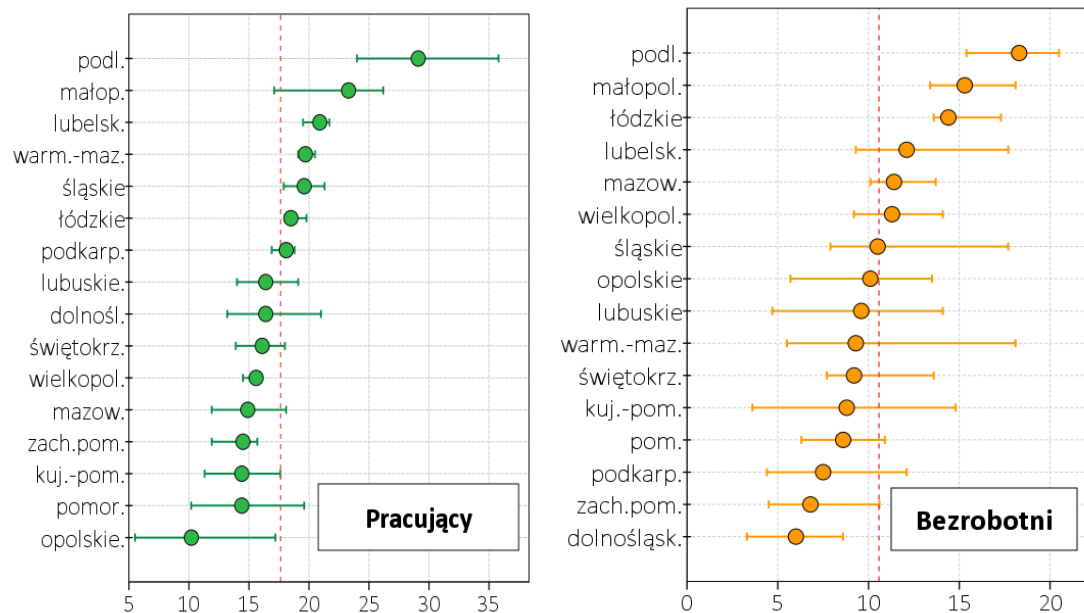 podl.
małop.
lubelsk.
warm.-maz.
śląskie
łódzkie
podkarp.
lubuskie.
dolnośl.
świętokrz.
wielkopol.
mazow.
zach.pom.
kuj.-pom.
pomor.
opolskie.
Pracujący
5 10 15 20 25 30 35
podl.
małopol.
łódzkie
lubelsk.
mazow.
wielkopol.
śląskie
opolskie
lubuskie
warm.-maz.
świętokrz.
kuj.-pom.
pom.
podkarp.
zach.pom.
dolnośląsk.
Bezrobotni
0 5 10 15 20